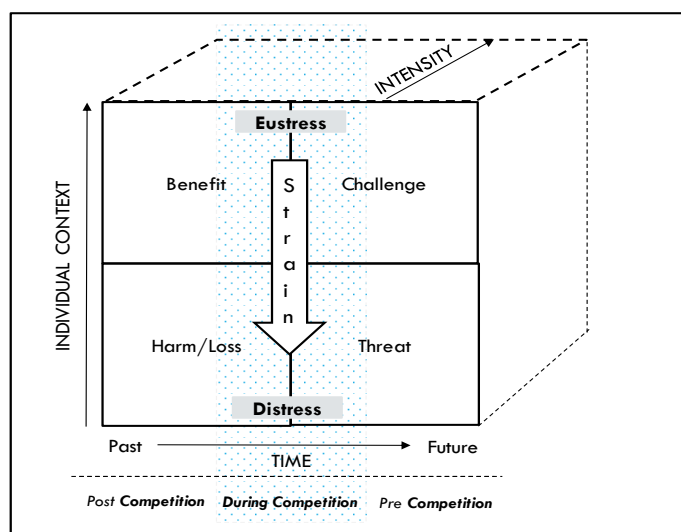 INTENSITY
Eustress
INDIVIDUAL CONTEXT
Benefit
Challenge
Strain
Harm/Loss
Threat
Distress
Past
Future
TIME
Post Competition
During Competition
Pre Competition